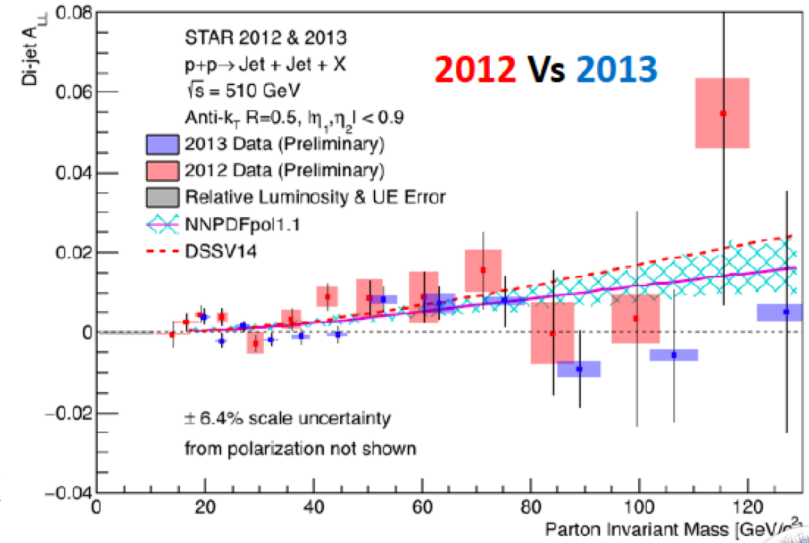 Di-jet A_LL
0.08
0.06
0.04
0.02
0
−0.02
−0.04
STAR 2012 & 2013
p+p→ Jet + Jet + X
√s = 510 GeV
Anti-k_T R=0.5, |η_1,η_2| < 0.9
2013 Data (Preliminary)
2012 Data (Preliminary)
Relative Luminosity & UE Error
NNPDFpol1.1
DSSV14
2012 Vs 2013
± 6.4% scale uncertainty
from polarization not shown
0 20 40 60 80 100 120
Parton Invariant Mass [GeV/c²]